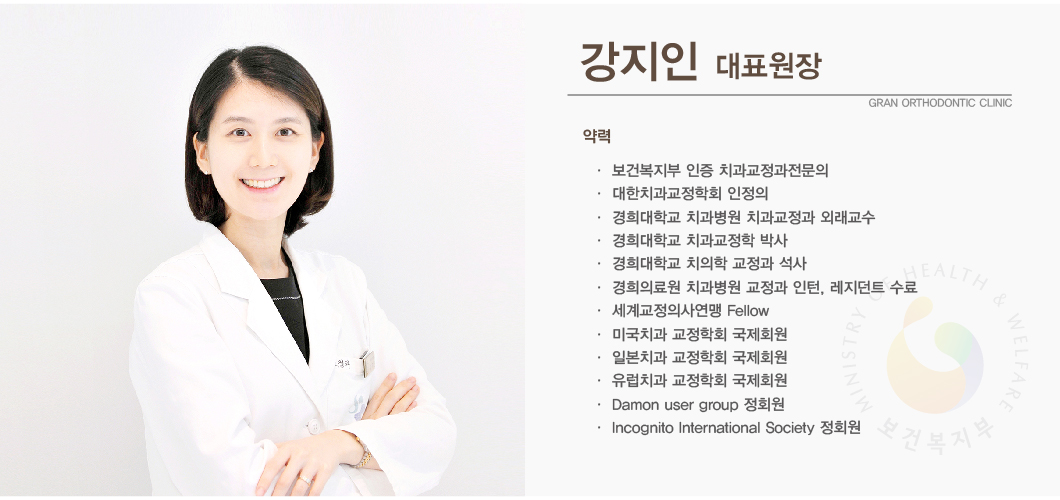 강지인 대표원장
GRAN ORTHODONTIC CLINIC
약력
· 보건복지부 인증 치과교정과전문의
· 대한치과교정학회 인정의
· 경희대학교 치과병원 치과교정과 외래교수
· 경희대학교 치과교정학 박사
· 경희대학교 치의학 교정과 석사
· 경희의료원 치과병원 교정과 인턴, 레지던트 수료
· 세계교정의사연맹 Fellow
· 미국치과 교정학회 국제회원
· 일본치과 교정학회 국제회원
· 유럽치과 교정학회 국제회원
· Damon user group 정회원
· Incognito International Society 정회원
MINISTRY OF HEALTH & WELFARE
보건복지부